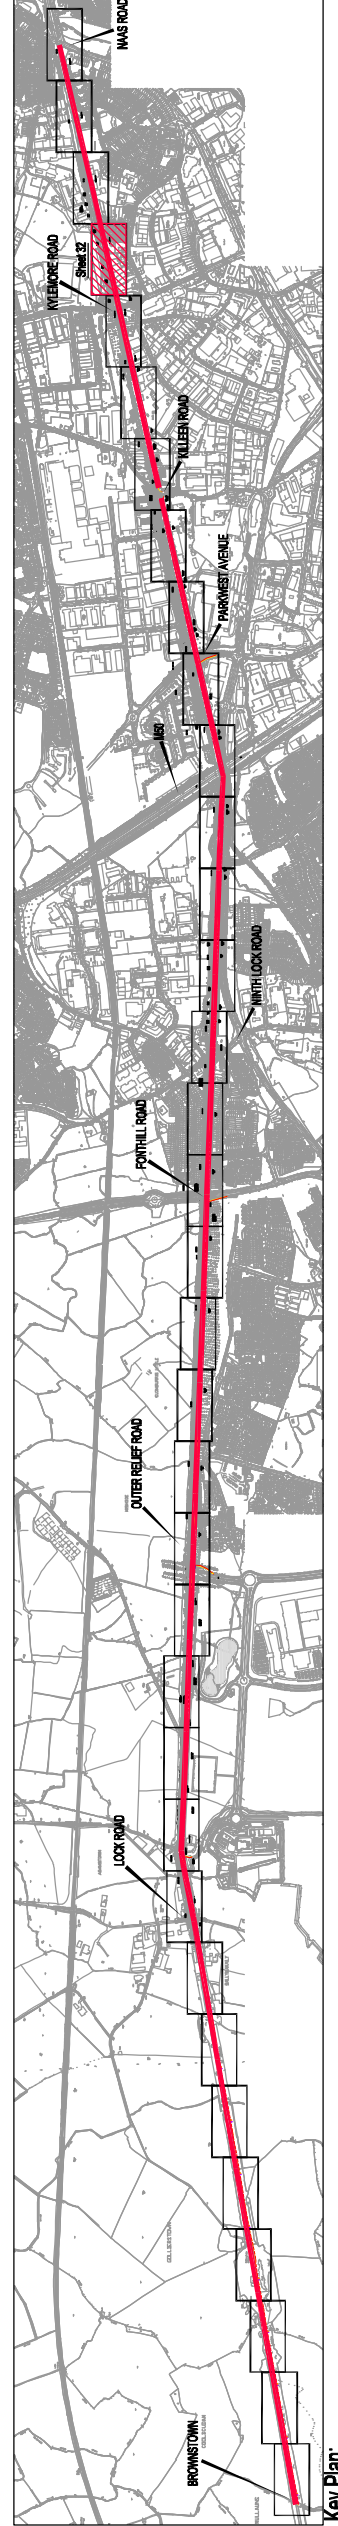 NAAS ROAD
KYLEMORE ROAD
Sheet 32
KILLEEN ROAD
PARKWEST AVENUE
M50
NINTH LOCK ROAD
FONTHILL ROAD
OUTER RELIEF ROAD
LOCK ROAD
BROWNSTOWN
Key Plan: